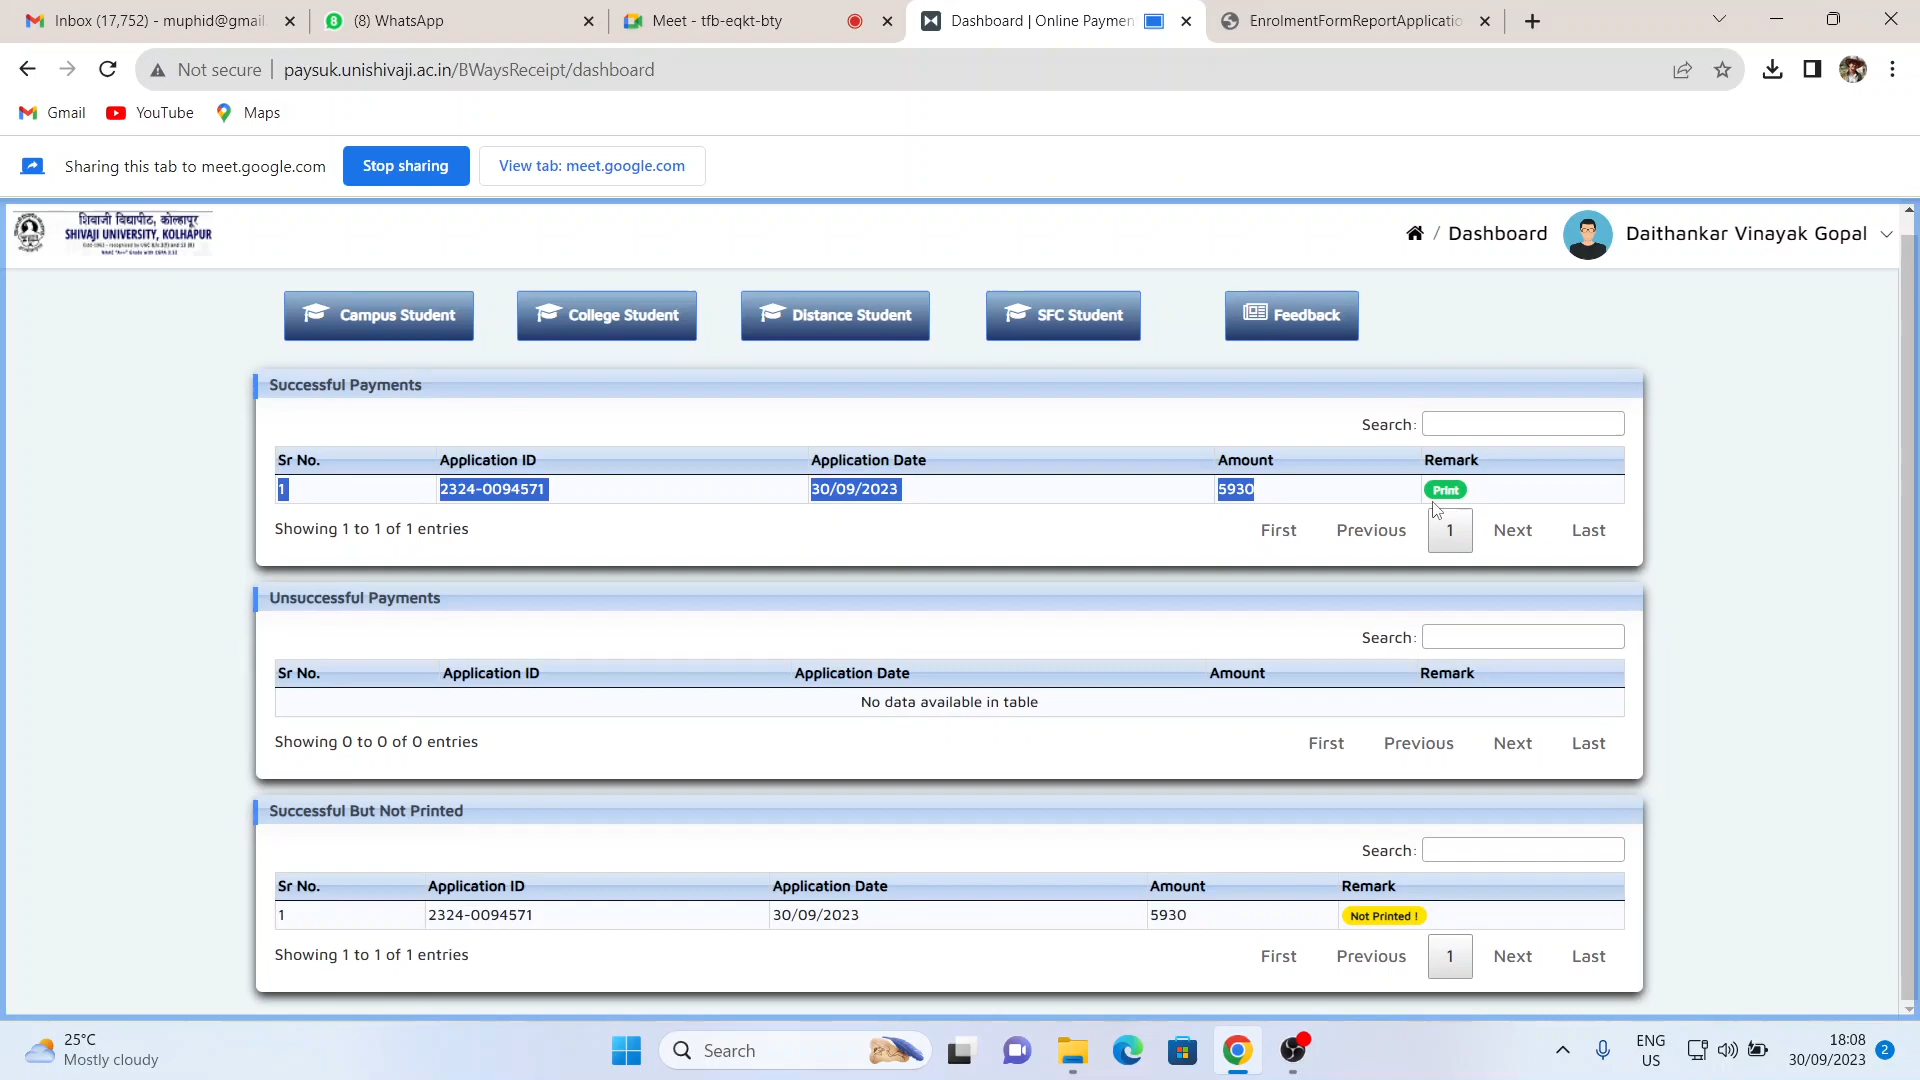 Inbox (17,752) - muphid@gmail.
(8) WhatsApp
Meet - tfb-eqkt-bty
Dashboard | Online Paymen
EnrolmentFormReportApplicatio
Not secure
paysuk.unishivaji.ac.in/BWaysReceipt/dashboard
Gmail
YouTube
Maps
Sharing this tab to meet.google.com
Stop sharing
View tab: meet.google.com
शिवाजी विद्यापीठ, कोल्हापूर
SHIVAJI UNIVERSITY, KOLHAPUR
/ Dashboard
Daithankar Vinayak Gopal
Campus Student
College Student
Distance Student
SFC Student
Feedback
Successful Payments
Search:
Sr No. Application ID Application Date Amount Remark
1 2324-0094571 30/09/2023 5930 Print
Showing 1 to 1 of 1 entries
First Previous 1 Next Last
Unsuccessful Payments
Search:
Sr No. Application ID Application Date Amount Remark
No data available in table
Showing 0 to 0 of 0 entries
First Previous Next Last
Successful But Not Printed
Search:
Sr No. Application ID Application Date Amount Remark
1 2324-0094571 30/09/2023 5930 Not Printed !
Showing 1 to 1 of 1 entries
First Previous 1 Next Last
25°C
Mostly cloudy
Search
ENG
US
18:08
30/09/2023
2